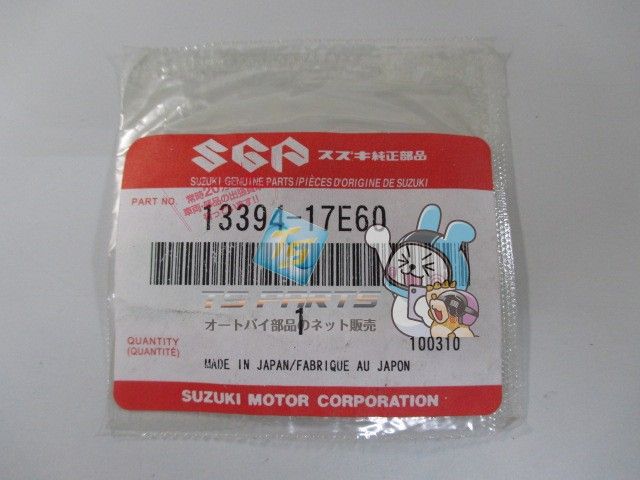 SGP スズキ純正部品
SUZUKI GENUINE PARTS/PIÈCES D'ORIGINE DE SUZUKI
PART NO.
13394-17E60
TS
TS PARTS
オートバイ部品のネット販売
1
QUANTITY
(QUANTITÉ)
100310
MADE IN JAPAN/FABRIQUE AU JAPON
SUZUKI MOTOR CORPORATION